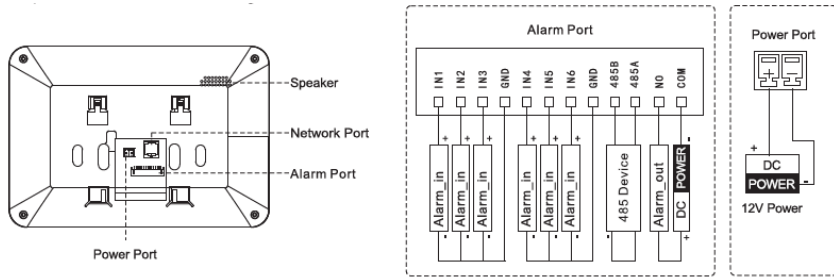 Speaker
Network Port
Alarm Port
Power Port
Alarm Port
IN1 IN2 IN3 GND IN4 IN5 IN6 GND 485B 485A NO COM
+ + + + + + -
Alarm_in Alarm_in Alarm_in Alarm_in Alarm_in Alarm_in 485 Device Alarm_out DC POWER
- - - - - - - - +
Power Port
+ -
+
DC
POWER -
12V Power